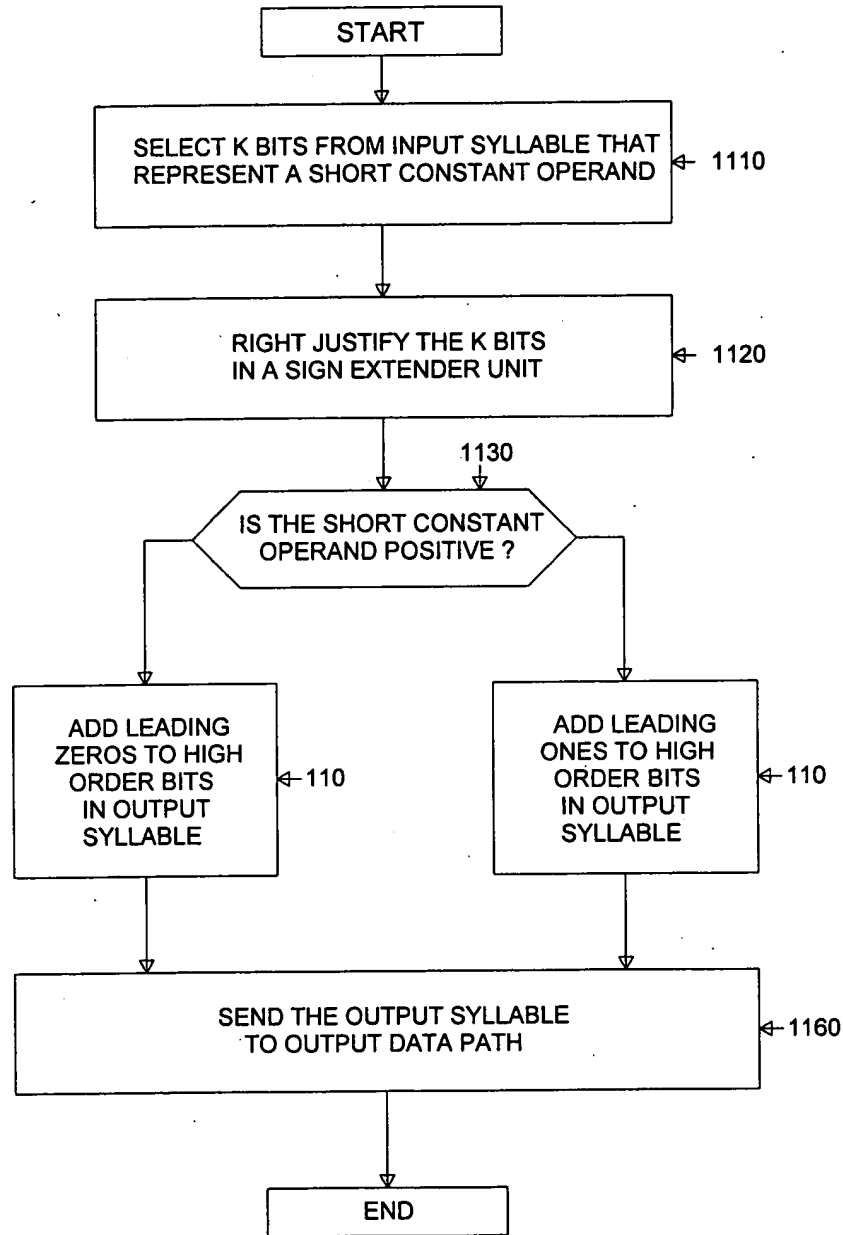 START
SELECT K BITS FROM INPUT SYLLABLE THAT
REPRESENT A SHORT CONSTANT OPERAND
1110
RIGHT JUSTIFY THE K BITS
IN A SIGN EXTENDER UNIT
1120
1130
IS THE SHORT CONSTANT
OPERAND POSITIVE ?
ADD LEADING
ZEROS TO HIGH
ORDER BITS
IN OUTPUT
SYLLABLE
110
ADD LEADING
ONES TO HIGH
ORDER BITS
IN OUTPUT
SYLLABLE
110
SEND THE OUTPUT SYLLABLE
TO OUTPUT DATA PATH
1160
END